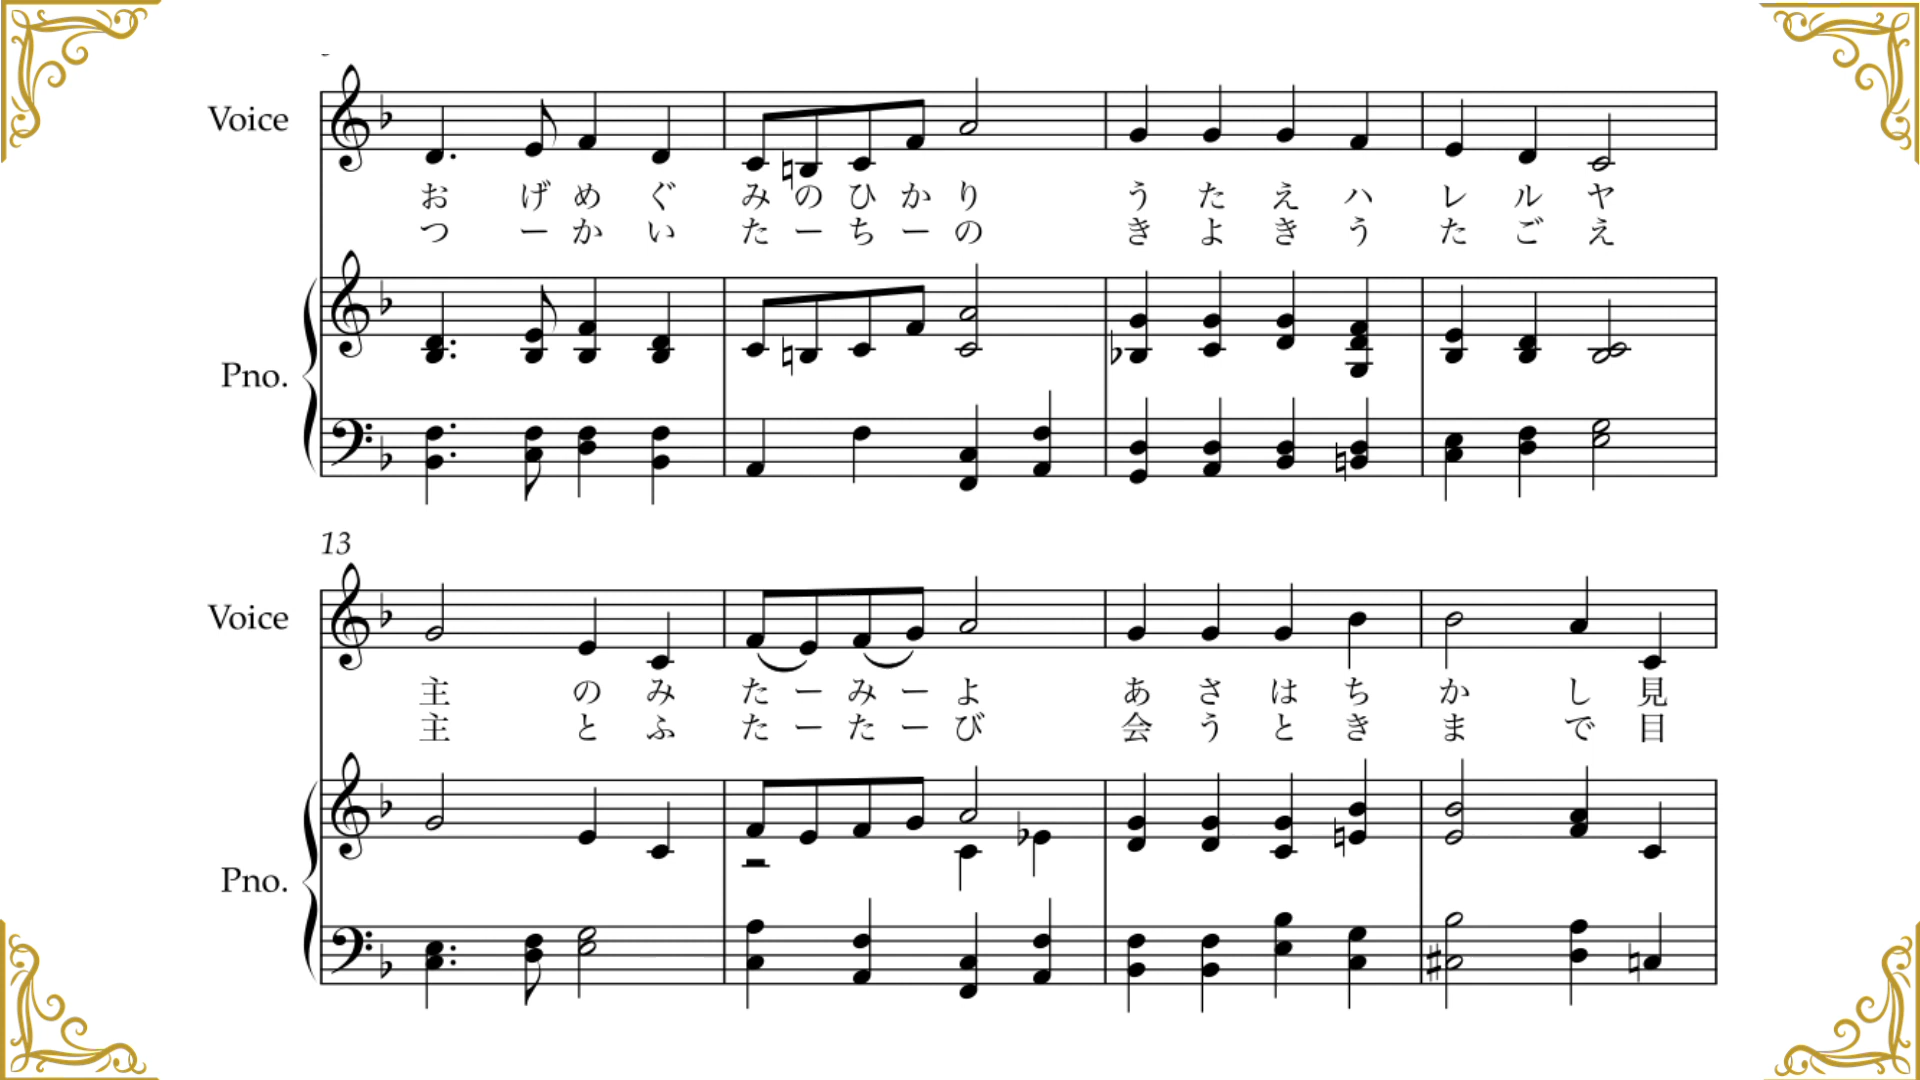 Voice
お げ め ぐ み の ひ か り う た え ハ レ ル ヤ
つ ー か い た ー ち ー の き よ き う た ご え
Pno.
13
Voice
主 の み た ー み ー よ あ さ は ち か し 見
主 と ふ た ー た ー び 会 う と き ま で 目
Pno.